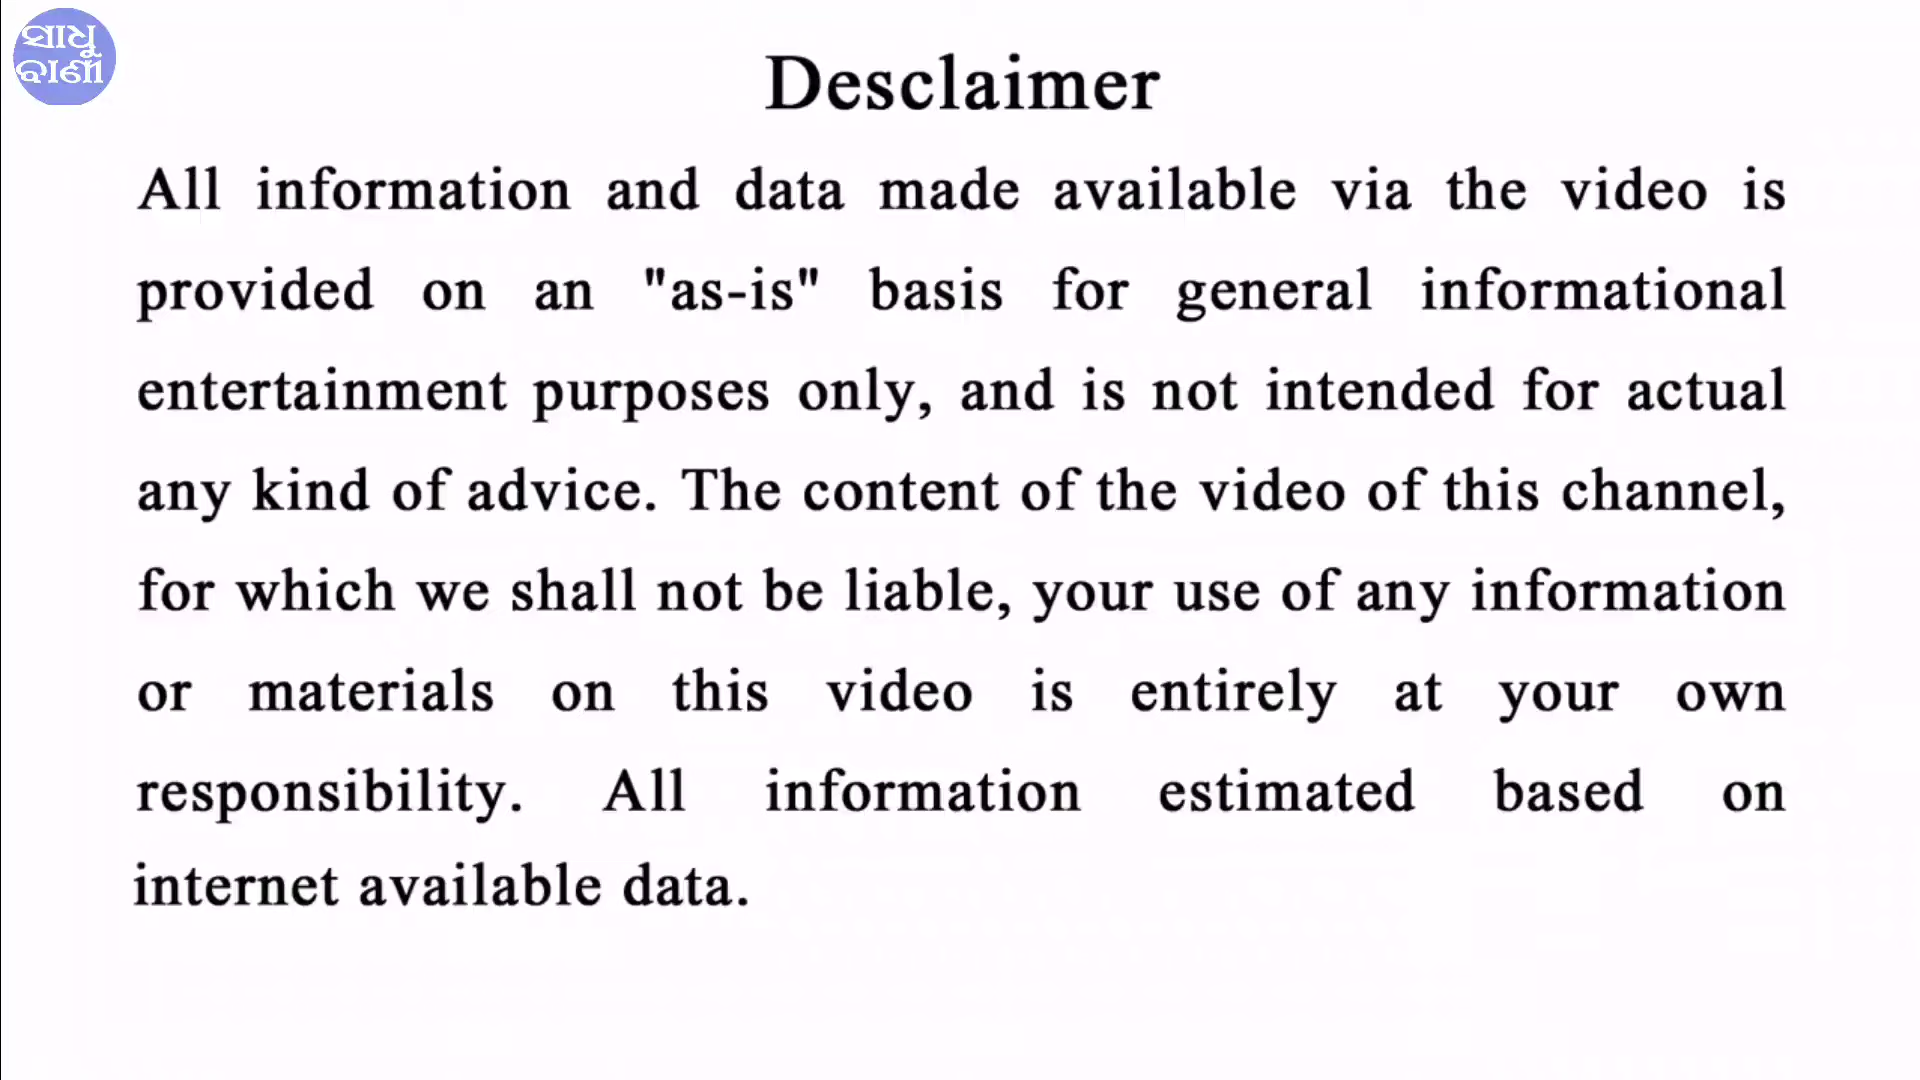 ସାଧୁ
ବାଣୀ
Desclaimer
All information and data made available via the video is
provided on an "as-is" basis for general informational
entertainment purposes only, and is not intended for actual
any kind of advice. The content of the video of this channel,
for which we shall not be liable, your use of any information
or materials on this video is entirely at your own
responsibility. All information estimated based on
internet available data.